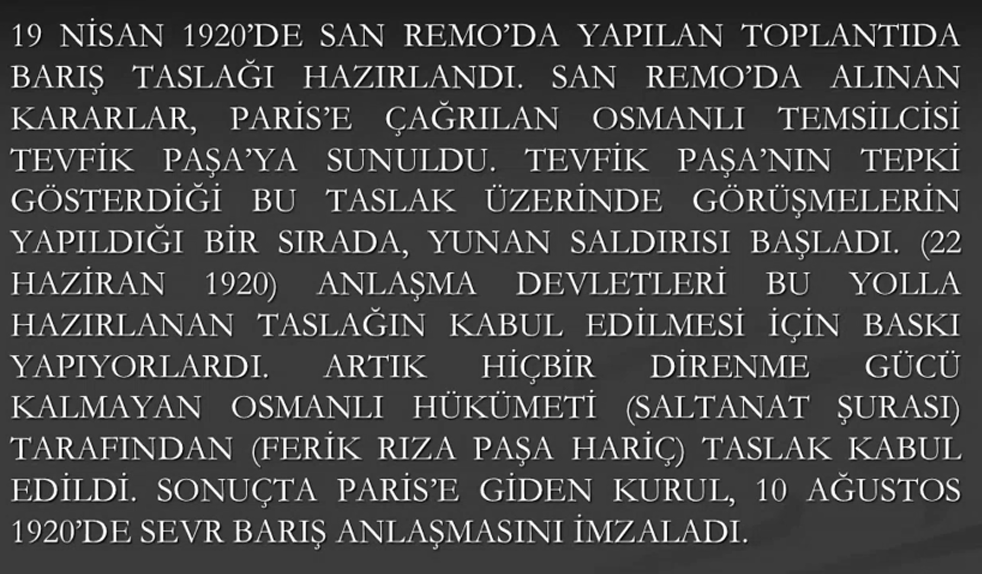 19 NİSAN 1920’DE SAN REMO’DA YAPILAN TOPLANTIDA
BARIŞ TASLAĞI HAZIRLANDI. SAN REMO’DA ALINAN
KARARLAR, PARİS’E ÇAĞRILAN OSMANLI TEMSİLCİSİ
TEVFİK PAŞA’YA SUNULDU. TEVFİK PAŞA’NIN TEPKİ
GÖSTERDİĞİ BU TASLAK ÜZERİNDE GÖRÜŞMELERİN
YAPILDIĞI BİR SIRADA, YUNAN SALDIRISI BAŞLADI. (22
HAZİRAN 1920) ANLAŞMA DEVLETLERİ BU YOLLA
HAZIRLANAN TASLAĞIN KABUL EDİLMESİ İÇİN BASKI
YAPIYORLARDI. ARTIK HİÇBİR DİRENME GÜCÜ
KALMAYAN OSMANLI HÜKÜMETİ (SALTANAT ŞURASI)
TARAFINDAN (FERİK RIZA PAŞA HARİÇ) TASLAK KABUL
EDİLDİ. SONUÇTA PARİS’E GİDEN KURUL, 10 AĞUSTOS
1920’DE SEVR BARIŞ ANLAŞMASINI İMZALADI.